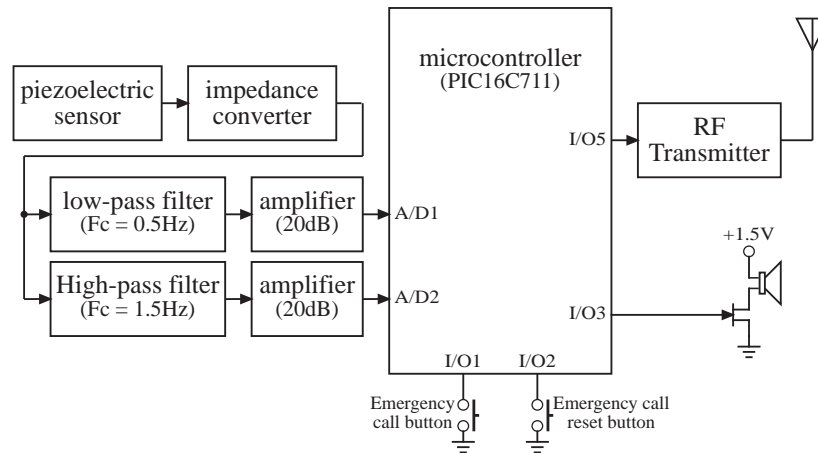 microcontroller
(PIC16C711)
piezoelectric
sensor
impedance
converter
I/O5
RF
Transmitter
low-pass filter
(Fc = 0.5Hz)
amplifier
(20dB)
A/D1
+1.5V
High-pass filter
(Fc = 1.5Hz)
amplifier
(20dB)
A/D2
I/O3
I/O1
I/O2
Emergency
call button
Emergency call
reset button